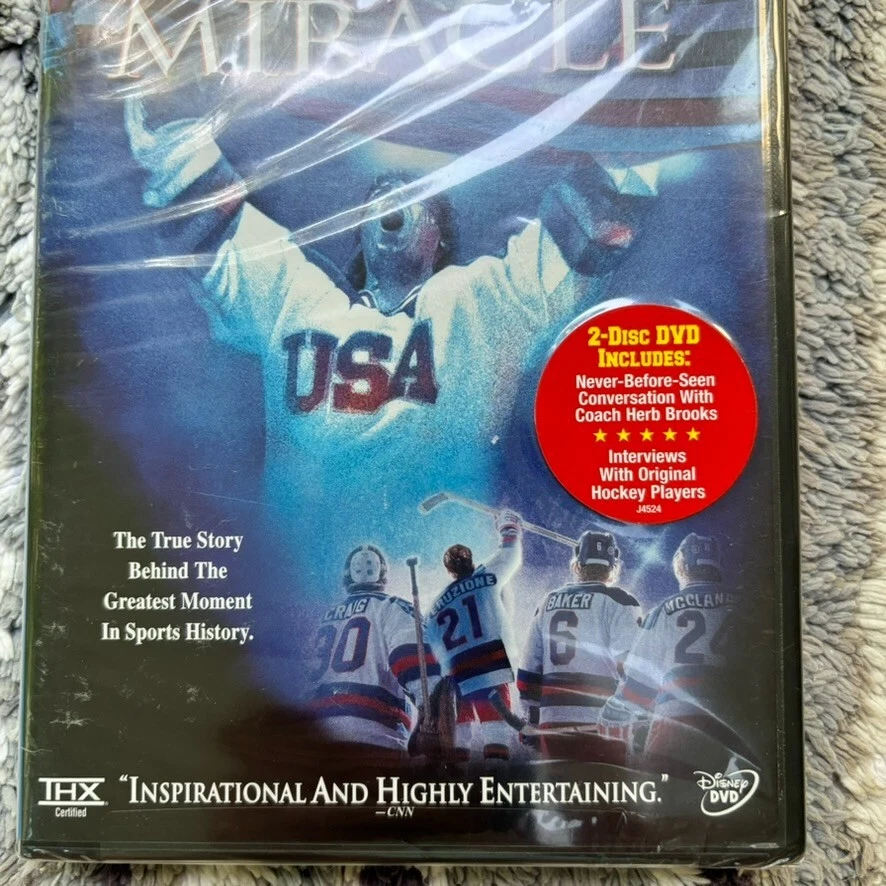 MIRACLE
USA
2-DISC DVD
INCLUDES:
Never-Before-Seen
Conversation With
Coach Herb Brooks
Interviews
With Original
Hockey Players
J4524
The True Story
Behind The
Greatest Moment
In Sports History.
CRAIG
30
RUZIONE
21
BAKER
6
MCCLANA
24
THX
Certified
"INSPIRATIONAL AND HIGHLY ENTERTAINING."
—CNN
DISNEY
DVD